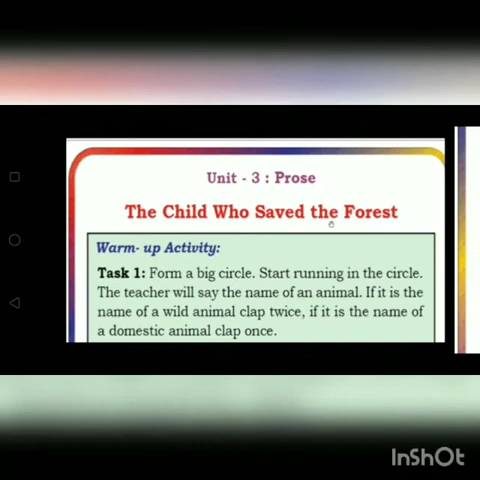 Unit - 3 : Prose
The Child Who Saved the Forest
Warm- up Activity:
Task 1: Form a big circle. Start running in the circle.
The teacher will say the name of an animal. If it is the
name of a wild animal clap twice, if it is the name of
a domestic animal clap once.
InShOt